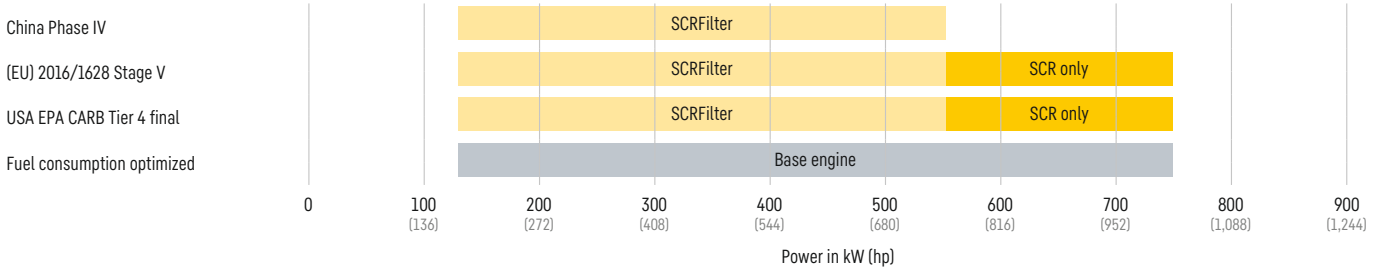 China Phase IV SCRFilter
(EU) 2016/1628 Stage V SCRFilter SCR only
USA EPA CARB Tier 4 final SCRFilter SCR only
Fuel consumption optimized Base engine
0 100 200 300 400 500 600 700 800 900
(136) (272) (408) (544) (680) (816) (952) (1,088) (1,244)
Power in kW (hp)